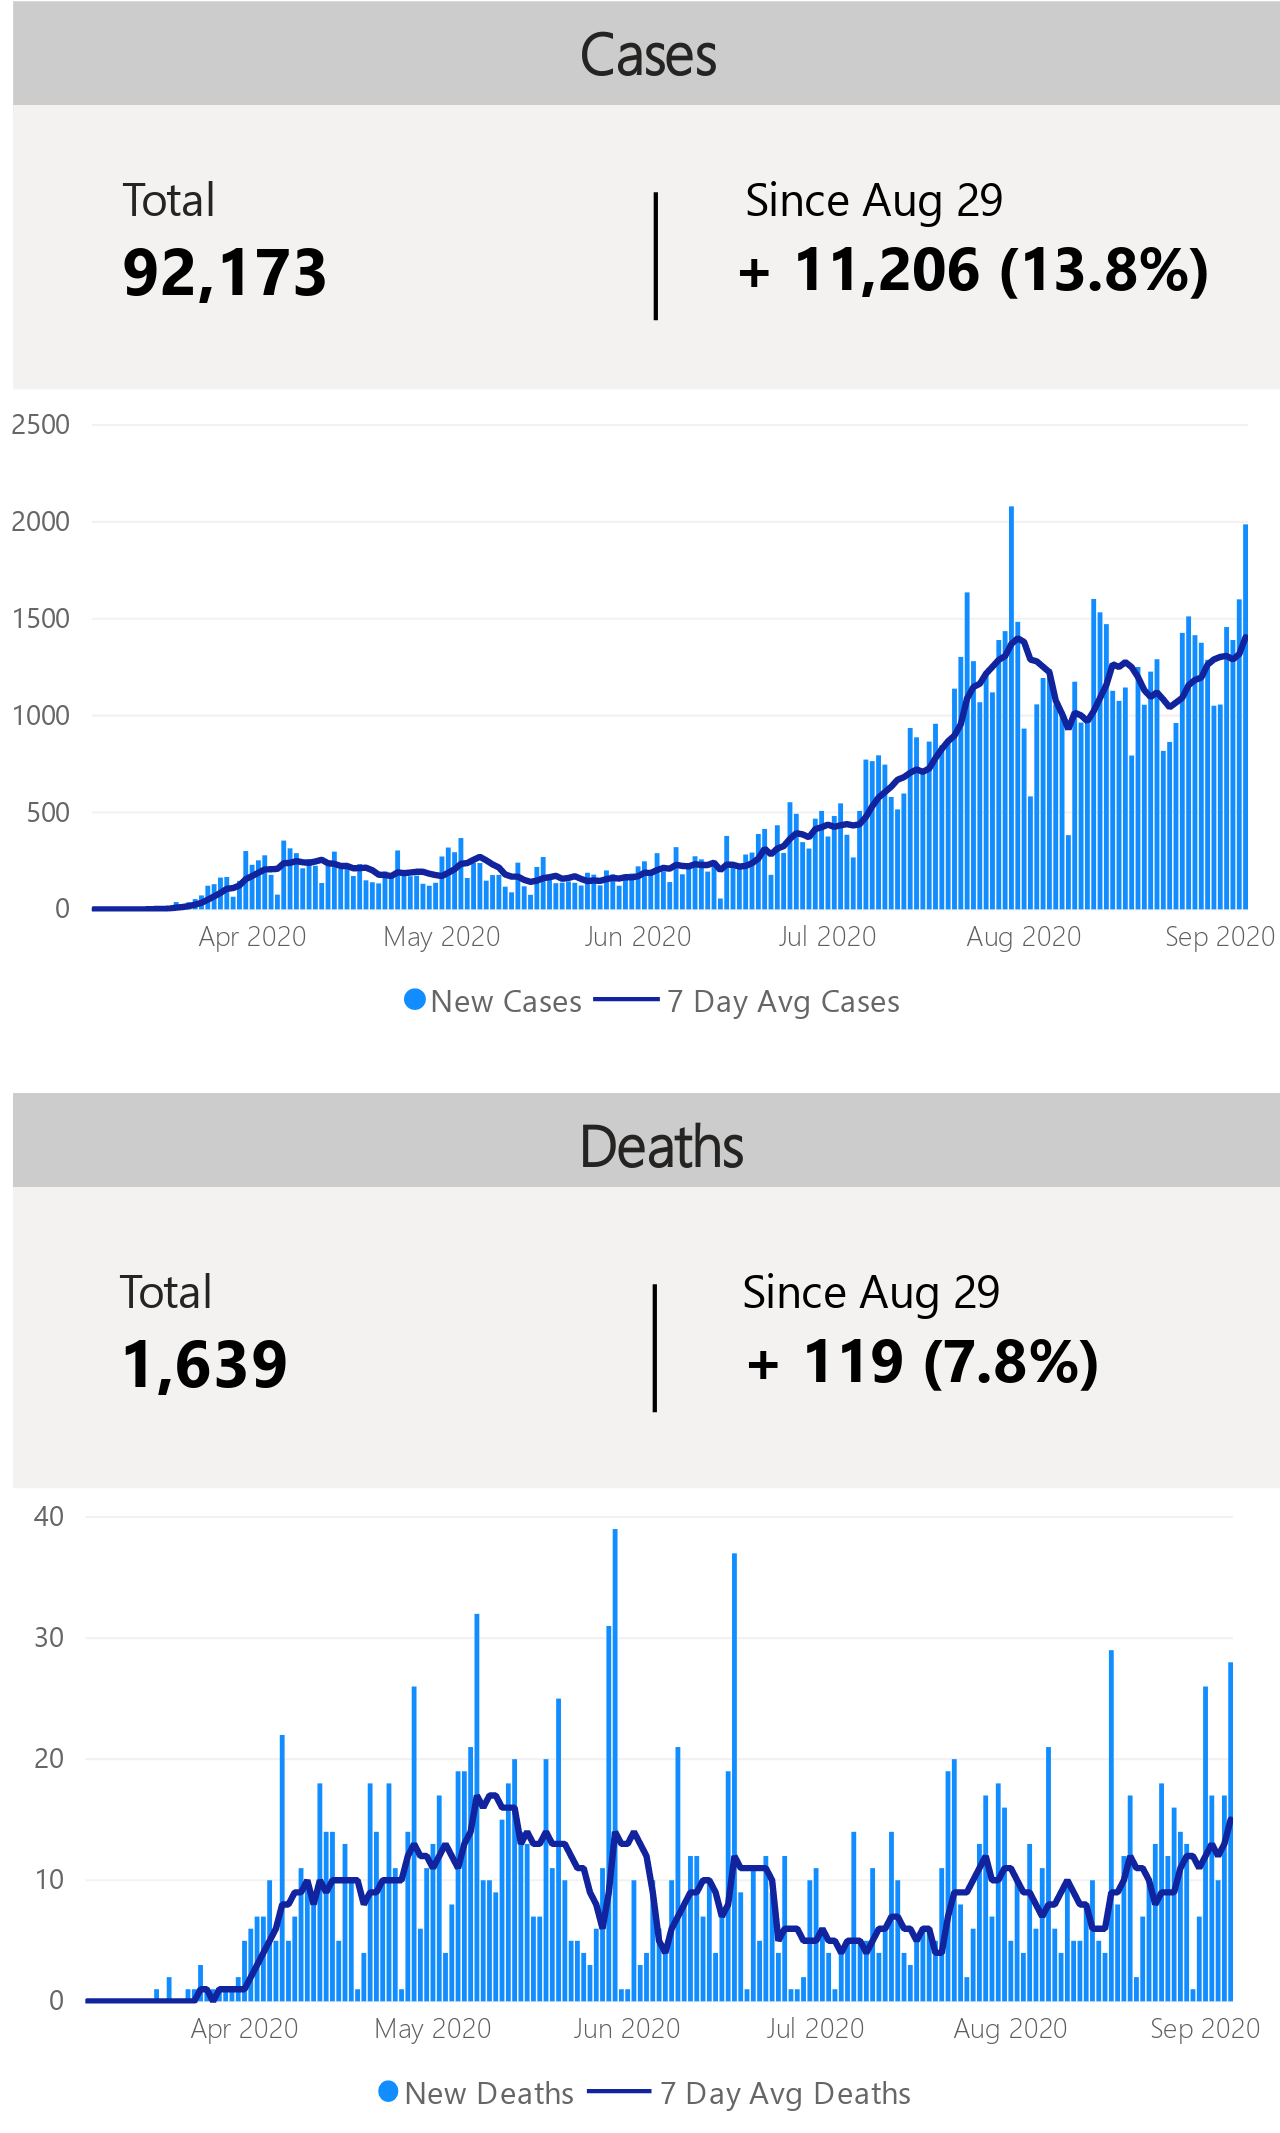 Cases
Total
Since Aug 29
92,173
+ 11,206 (13.8%)
2500
2000
1500
1000
500
0
Apr 2020 May 2020 Jun 2020 Jul 2020 Aug 2020 Sep 2020
New Cases 7 Day Avg Cases
Deaths
Total
Since Aug 29
1,639
+ 119 (7.8%)
40
30
20
10
0
Apr 2020 May 2020 Jun 2020 Jul 2020 Aug 2020 Sep 2020
New Deaths 7 Day Avg Deaths